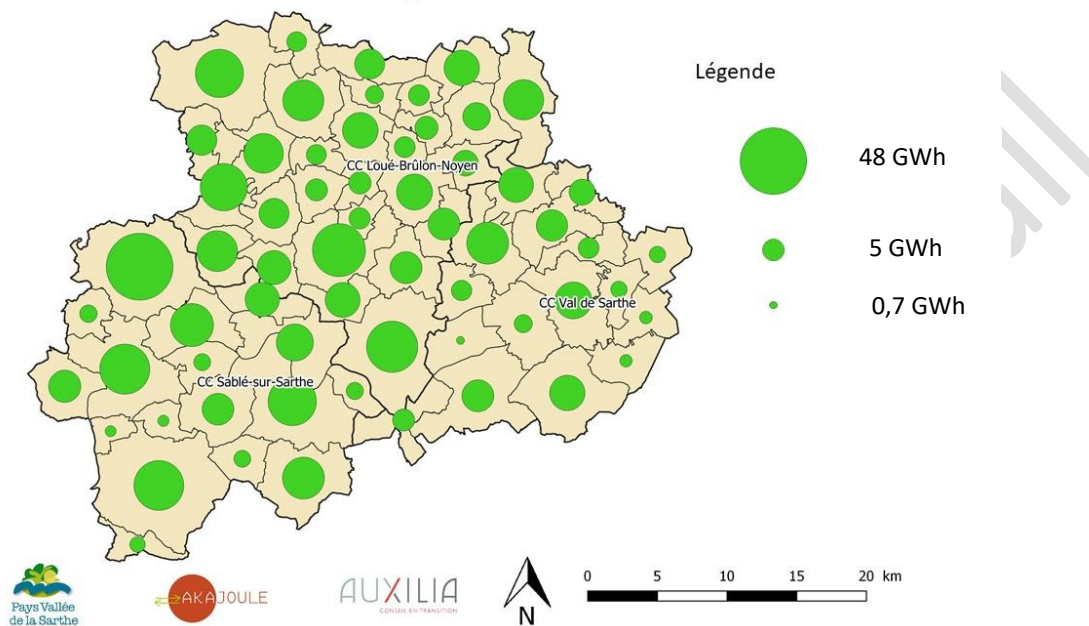 Légende
48 GWh
5 GWh
0,7 GWh
CC Loué-Brûlon-Noyen
CC Val de Sarthe
CC Sablé-sur-Sarthe
Pays Vallée
de la Sarthe
AKAJOULE
AUXILIA
CONSEIL EN TRANSITION
N
0 5 10 15 20 km